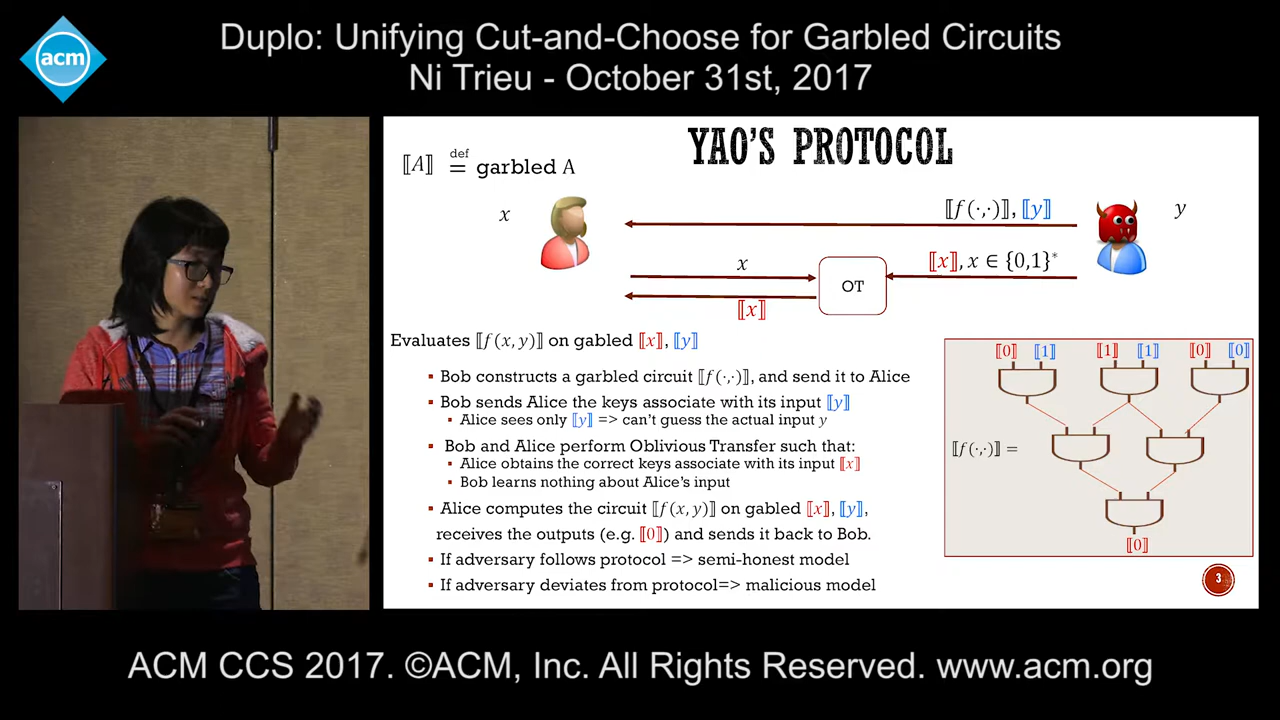 acm
Duplo: Unifying Cut-and-Choose for Garbled Circuits
Ni Trieu - October 31st, 2017
YAO'S PROTOCOL
⟦A⟧ def= garbled A
x
⟦f(·,·)⟧, ⟦y⟧
y
x
⟦x⟧, x ∈ {0,1}*
OT
⟦x⟧
Evaluates ⟦f(x, y)⟧ on gabled ⟦x⟧, ⟦y⟧
▪ Bob constructs a garbled circuit ⟦f(·,·)⟧, and send it to Alice
▪ Bob sends Alice the keys associate with its input ⟦y⟧
▪ Alice sees only ⟦y⟧ => can't guess the actual input y
▪ Bob and Alice perform Oblivious Transfer such that:
▪ Alice obtains the correct keys associate with its input ⟦x⟧
▪ Bob learns nothing about Alice's input
▪ Alice computes the circuit ⟦f(x, y)⟧ on gabled ⟦x⟧, ⟦y⟧,
receives the outputs (e.g. ⟦0⟧) and sends it back to Bob.
▪ If adversary follows protocol => semi-honest model
▪ If adversary deviates from protocol=> malicious model
⟦0⟧ ⟦1⟧ ⟦1⟧ ⟦1⟧ ⟦0⟧ ⟦0⟧
⟦f(·,·)⟧ =
⟦0⟧
3
ACM CCS 2017. ©ACM, Inc. All Rights Reserved. www.acm.org